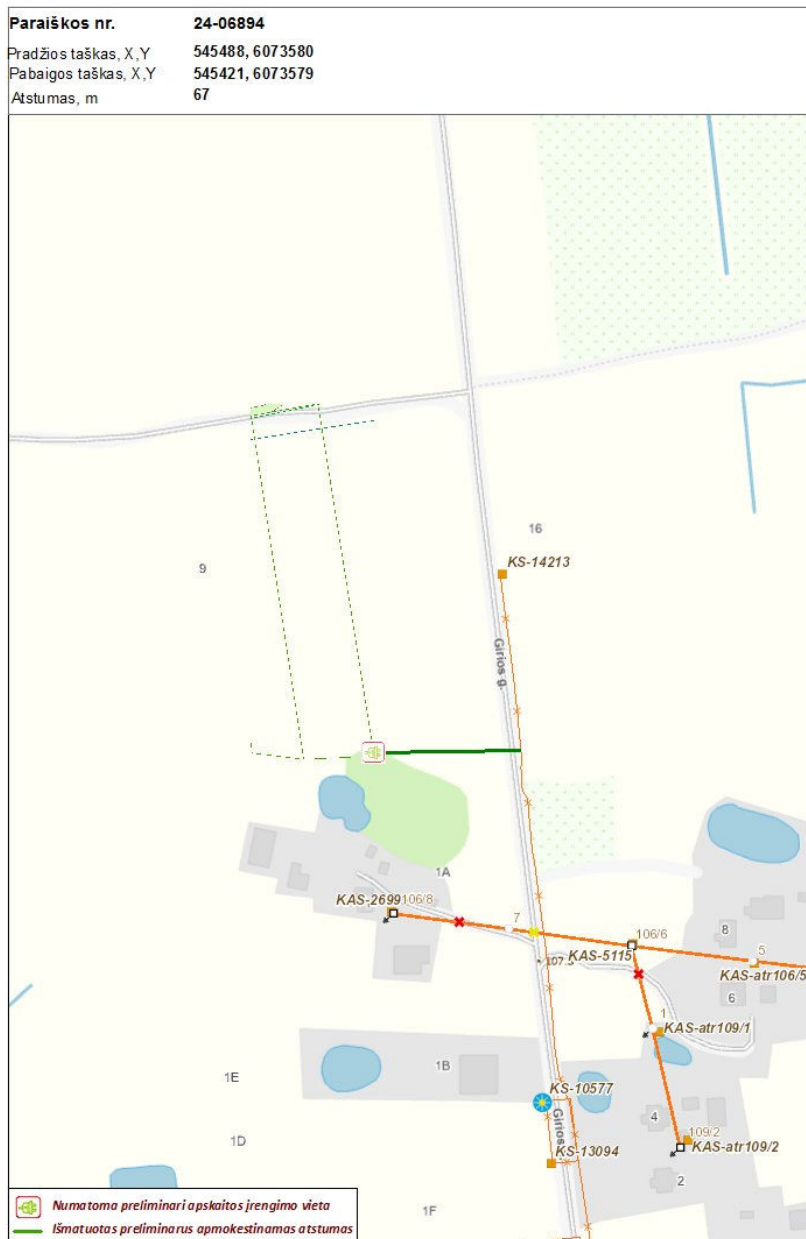 Paraiškos nr. 24-06894
Pradžios taškas, X,Y 545488, 6073580
Pabaigos taškas, X,Y 545421, 6073579
Atstumas, m 67
16
9
KS-14213
Girios g.
1A
KAS-2699 106/8
7
106/6
8
107.5
KAS-5115
5
KAS-atr106/5
6
1
KAS-atr109/1
1B
1E
KS-10577
4
Girios
1D
109/2
KAS-atr109/2
KS-13094
2
1F
Numatoma preliminari apskaitos įrengimo vieta
Išmatuotas preliminarus apmokestinamas atstumas